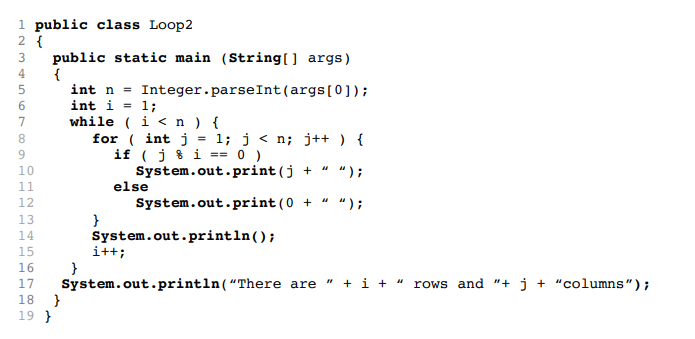 1 public class Loop2
2 {
3 public static main (String[] args)
4 {
5 int n = Integer.parseInt(args[0]);
6 int i = 1;
7 while ( i < n ) {
8 for ( int j = 1; j < n; j++ ) {
9 if ( j % i == 0 )
10 System.out.print(j + “ “);
11 else
12 System.out.print(0 + “ “);
13 }
14 System.out.println();
15 i++;
16 }
17 System.out.println(“There are ” + i + “ rows and ”+ j + “columns”);
18 }
19 }